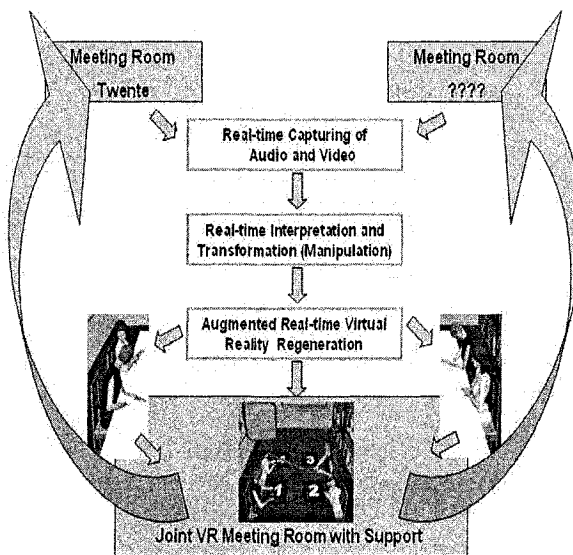 Meeting Room
Twente
Meeting Room
????
Real-time Capturing of
Audio and Video
Real-time Interpretation and
Transformation (Manipulation)
Augmented Real-time Virtual
Reality Regeneration
4 3
1 2
Joint VR Meeting Room with Support